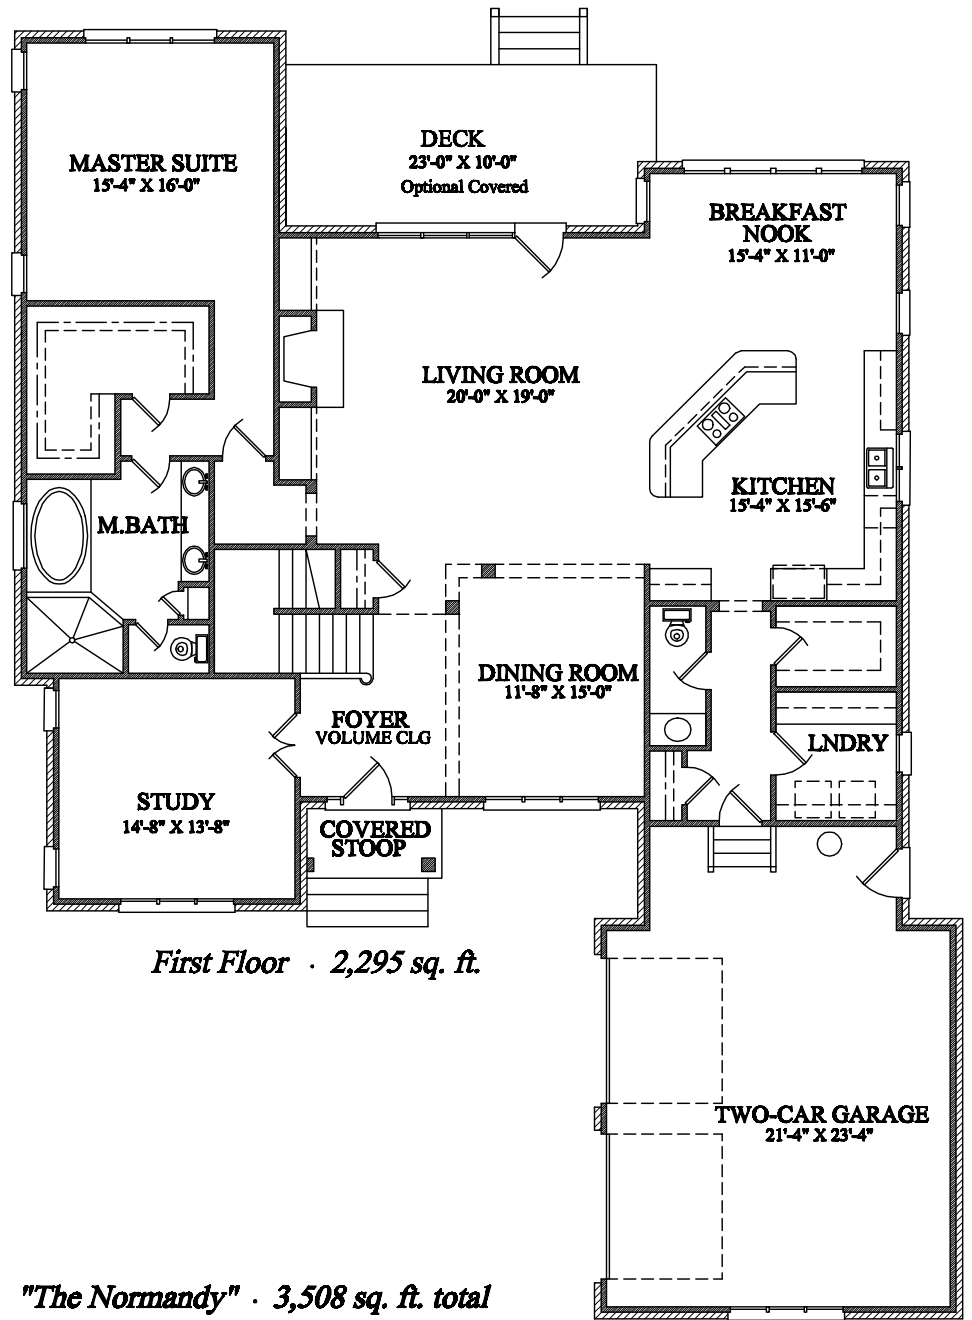 DECK
23'-0" X 10'-0"
Optional Covered
MASTER SUITE
15'-4" X 16'-0"
BREAKFAST
NOOK
15'-4" X 11'-0"
LIVING ROOM
20'-0" X 19'-0"
KITCHEN
15'-4" X 15'-6"
M.BATH
DINING ROOM
11'-8" X 15'-0"
FOYER
VOLUME CLG
LNDRY
STUDY
14'-8" X 13'-8"
COVERED
STOOP
First Floor · 2,295 sq. ft.
TWO-CAR GARAGE
21'-4" X 23'-4"
"The Normandy" · 3,508 sq. ft. total